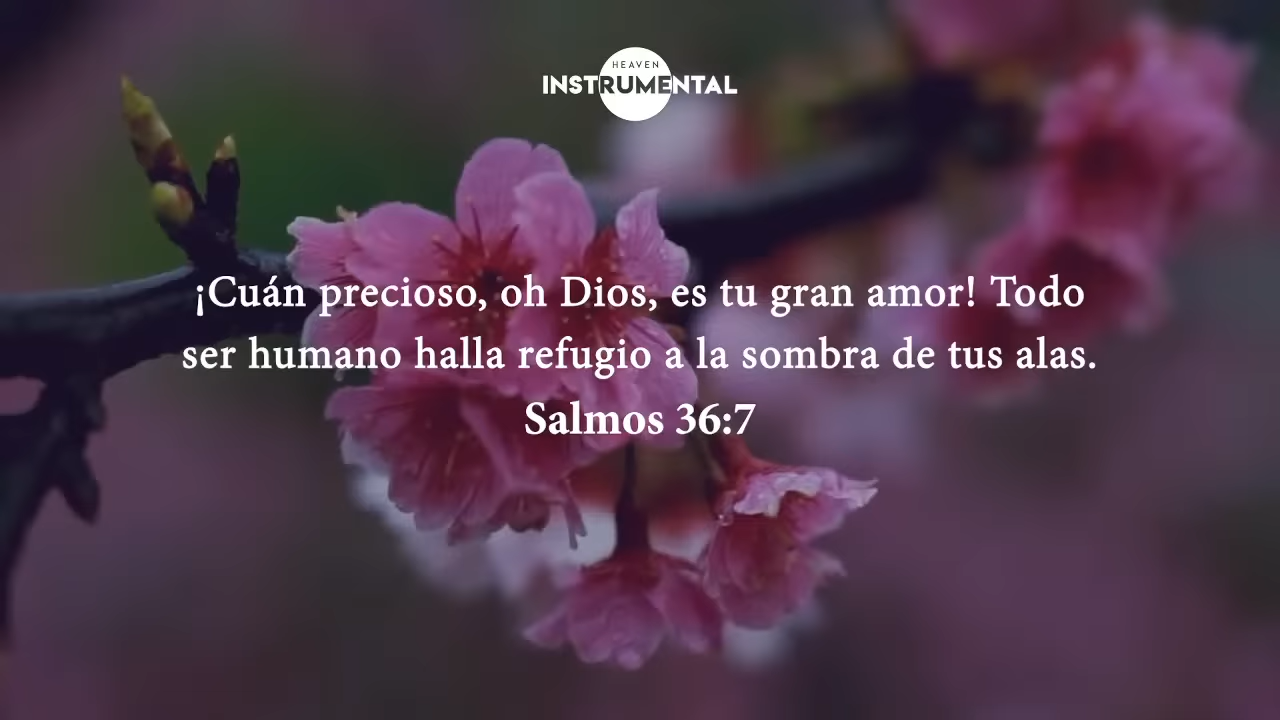 HEAVEN
INSTRUMENTAL
¡Cuán precioso, oh Dios, es tu gran amor! Todo
ser humano halla refugio a la sombra de tus alas.
Salmos 36:7